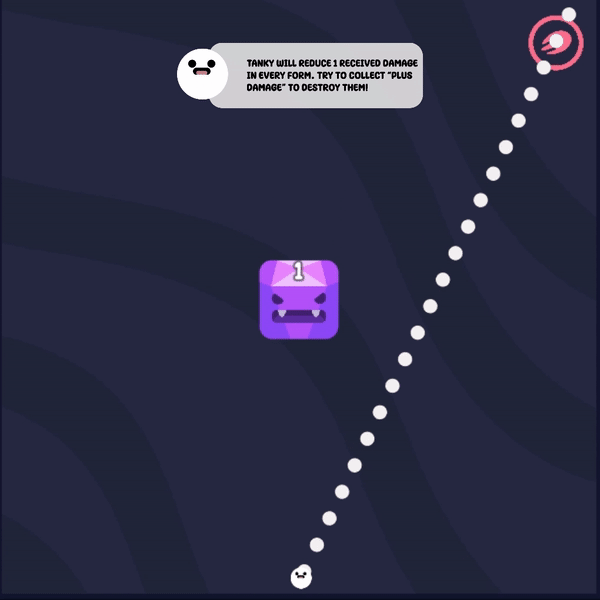 TANKY WILL REDUCE 1 RECEIVED DAMAGE
IN EVERY FORM. TRY TO COLLECT "PLUS
DAMAGE" TO DESTROY THEM!
1